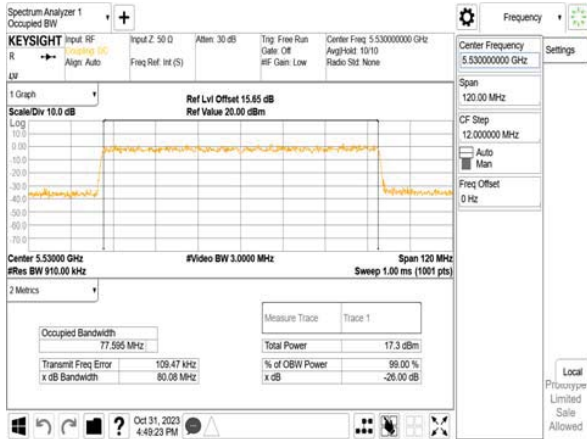 Spectrum Analyzer 1
Occupied BW
+
Frequency
KEYSIGHT
R
LV
Input: RF
Coupling: DC
Align: Auto
Input Z: 50 Ω
Freq Ref: Int (S)
Atten: 30 dB
Trig: Free Run
Gate: Off
#IF Gain: Low
Center Freq: 5.530000000 GHz
Avg|Hold: 10/10
Radio Std: None
Center Frequency
5.530000000 GHz
Settings
Span
120.00 MHz
CF Step
12.000000 MHz
Auto
Man
Freq Offset
0 Hz
1 Graph
Scale/Div 10.0 dB
Ref Lvl Offset 15.65 dB
Ref Value 20.00 dBm
Log
10.0
0.00
-10.0
-20.0
-30.0
-40.0
-50.0
-60.0
-70.0
Center 5.53000 GHz
#Video BW 3.0000 MHz
Span 120 MHz
#Res BW 910.00 kHz
Sweep 1.00 ms (1001 pts)
2 Metrics
Measure Trace
Trace 1
Occupied Bandwidth
77.595 MHz
Total Power
17.3 dBm
Transmit Freq Error
109.47 kHz
% of OBW Power
99.00 %
x dB Bandwidth
80.08 MHz
x dB
-26.00 dB
Local
Prototype
Limited
Sale
Allowed
?
Oct 31, 2023
4:49:23 PM